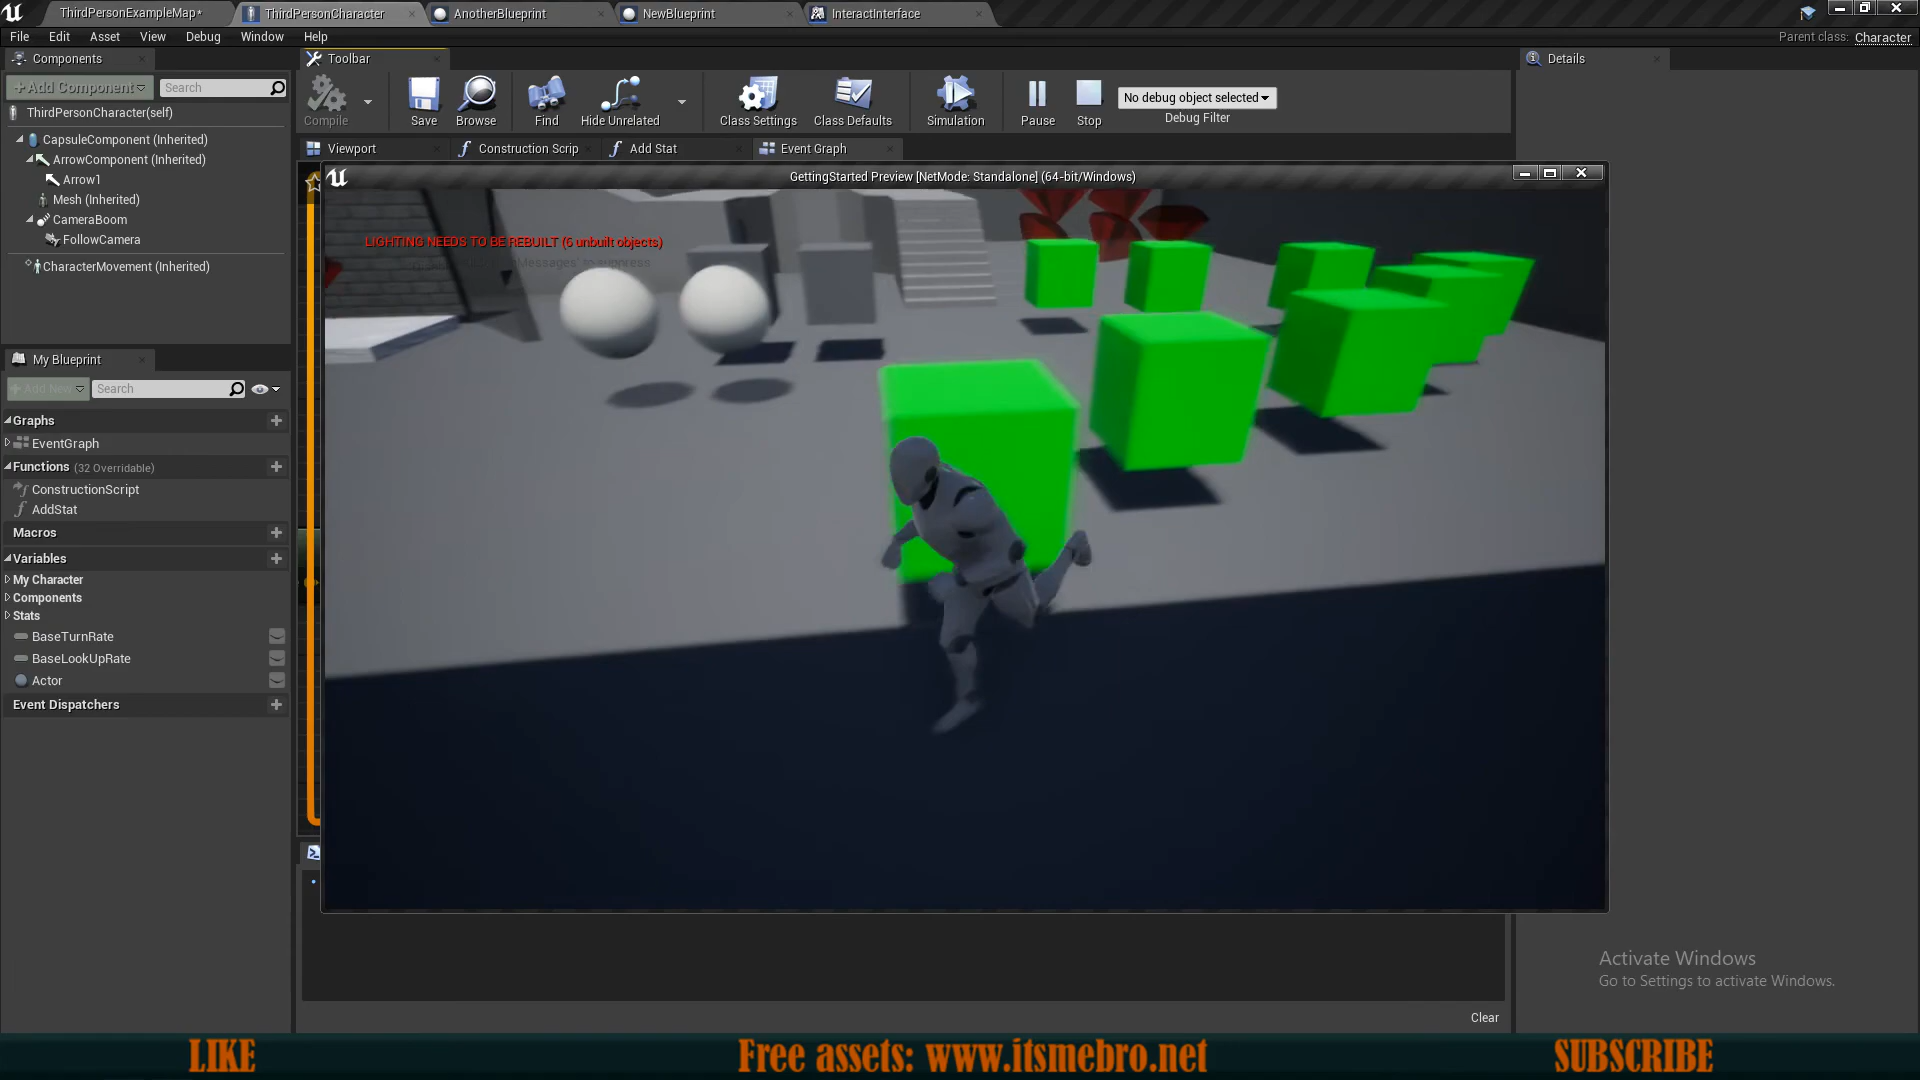 ThirdPersonExampleMap*
ThirdPersonCharacter
AnotherBlueprint
NewBlueprint
InteractInterface
File Edit Asset View Debug Window Help
Parent class: Character
Components
Toolbar
Details
+Add Component
Search
ThirdPersonCharacter(self)
CapsuleComponent (Inherited)
ArrowComponent (Inherited)
Arrow1
Mesh (Inherited)
CameraBoom
FollowCamera
CharacterMovement (Inherited)
Compile
Save
Browse
Find
Hide Unrelated
Class Settings
Class Defaults
Simulation
Pause
Stop
No debug object selected
Debug Filter
Viewport
Construction Scrip
Add Stat
Event Graph
GettingStarted Preview [NetMode: Standalone] (64-bit/Windows)
LIGHTING NEEDS TO BE REBUILT (6 unbuilt objects)
My Blueprint
+Add New
Search
Graphs
EventGraph
Functions (32 Overridable)
ConstructionScript
AddStat
Macros
Variables
My Character
Components
Stats
BaseTurnRate
BaseLookUpRate
Actor
Event Dispatchers
Activate Windows
Go to Settings to activate Windows.
Clear
LIKE
Free assets: www.itsmebro.net
SUBSCRIBE